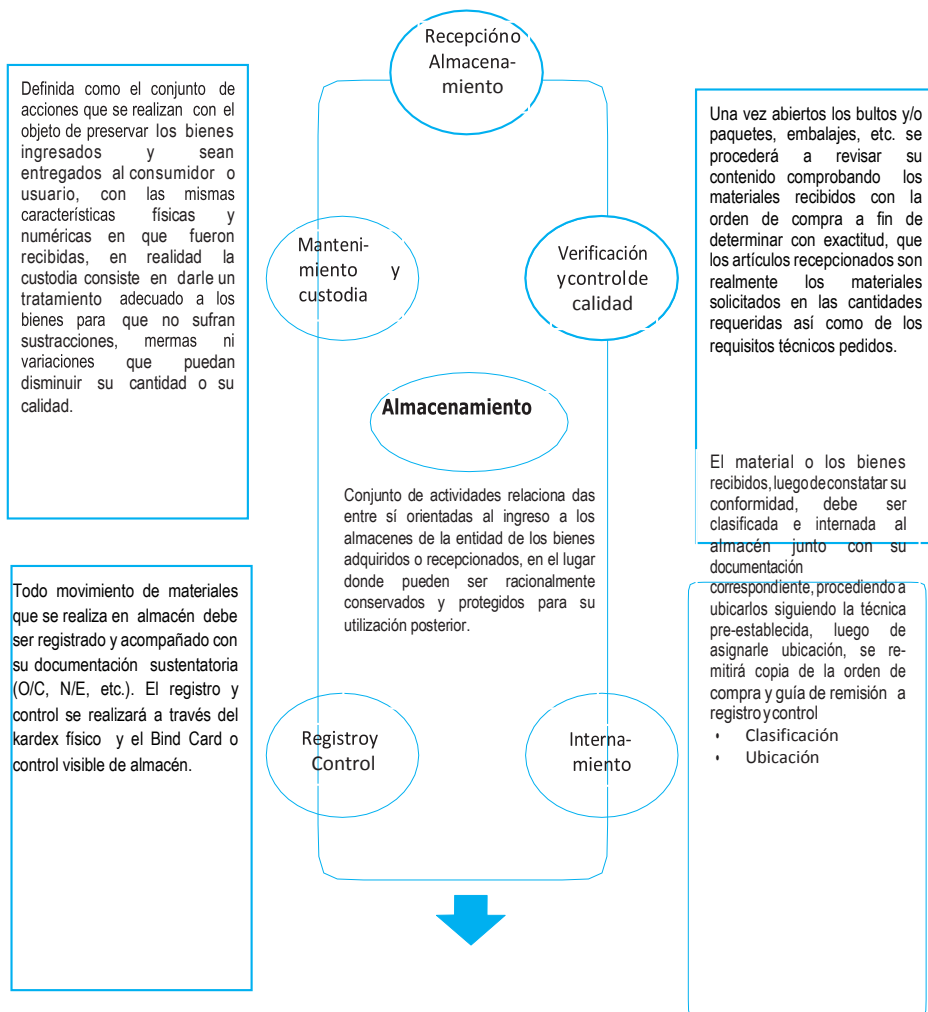 Recepcióno
Almacena-
miento
Definida como el conjunto de
acciones que se realizan con el
objeto de preservar los bienes
ingresados y sean
entregados al consumidor o
usuario, con las mismas
características físicas y
numéricas en que fueron
recibidas, en realidad la
custodia consiste en darle un
tratamiento adecuado a los
bienes para que no sufran
sustracciones, mermas ni
variaciones que puedan
disminuir su cantidad o su
calidad.
Manteni-
miento y
custodia
Verificación
ycontrolde
calidad
Una vez abiertos los bultos y/o
paquetes, embalajes, etc. se
procederá a revisar su
contenido comprobando los
materiales recibidos con la
orden de compra a fin de
determinar con exactitud, que
los artículos recepcionados son
realmente los materiales
solicitados en las cantidades
requeridas así como de los
requisitos técnicos pedidos.
Almacenamiento
Conjunto de actividades relaciona das
entre sí orientadas al ingreso a los
almacenes de la entidad de los bienes
adquiridos o recepcionados, en el lugar
donde pueden ser racionalmente
conservados y protegidos para su
utilización posterior.
El material o los bienes
recibidos,luegodeconstatar su
conformidad, debe ser
clasificada e internada al
almacén junto con su
documentación
correspondiente,procediendoa
ubicarlos siguiendo la técnica
pre-establecida, luego de
asignarle ubicación, se re-
mitirá copia de la orden de
compra y guía de remisión a
registroycontrol
• Clasificación
• Ubicación
Todo movimiento de materiales
que se realiza en almacén debe
ser registrado y acompañado con
su documentación sustentatoria
(O/C, N/E, etc.). El registro y
control se realizará a través del
kardex físico y el Bind Card o
control visible de almacén.
Registroy
Control
Interna-
miento